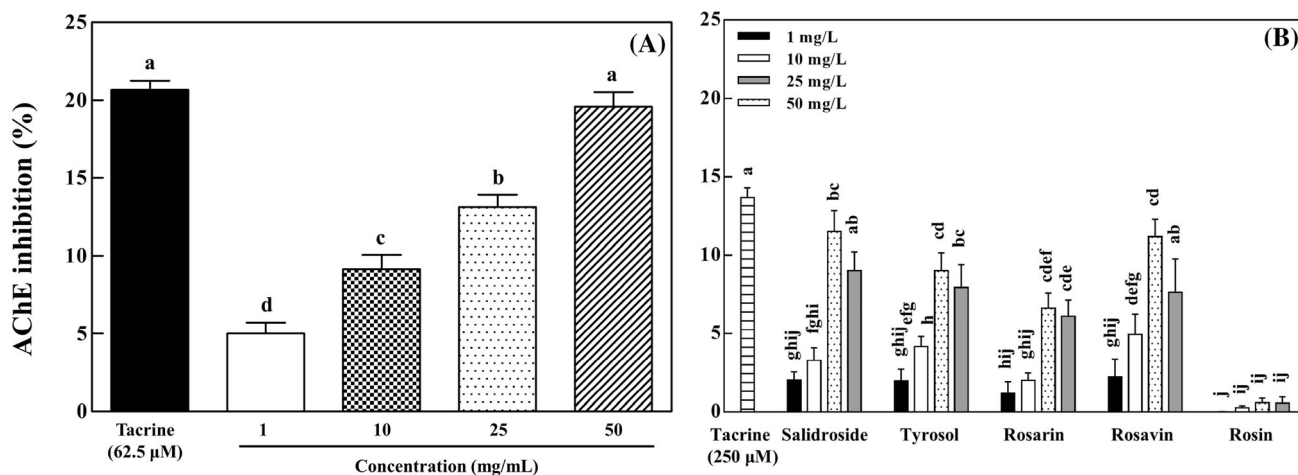 (A)
AChE inhibition (%)
25
20
15
10
5
0
a
d
c
b
a
Tacrine
(62.5 μM)
1
10
25
50
Concentration (mg/mL)
(B)
25
20
15
10
5
0
1 mg/L
10 mg/L
25 mg/L
50 mg/L
a
ghij
fghi
bc
ab
ghij
efg
h
cd
bc
hij
ghij
cdef
cde
ghij
defg
cd
ab
j
ij
ij
ij
Tacrine
(250 μM)
Salidroside
Tyrosol
Rosarin
Rosavin
Rosin